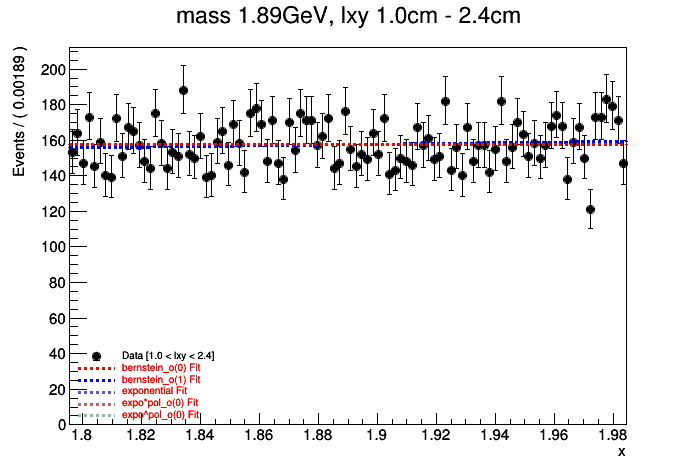 mass 1.89GeV, lxy 1.0cm - 2.4cm
Events / ( 0.00189 )
200
180
160
140
120
100
80
60
40
20
0
Data [1.0 < lxy < 2.4]
bernstein_o(0) Fit
bernstein_o(1) Fit
exponential Fit
expo*pol_o(0) Fit
expo*pol_o(0) Fit
1.8 1.82 1.84 1.86 1.88 1.9 1.92 1.94 1.96 1.98
x